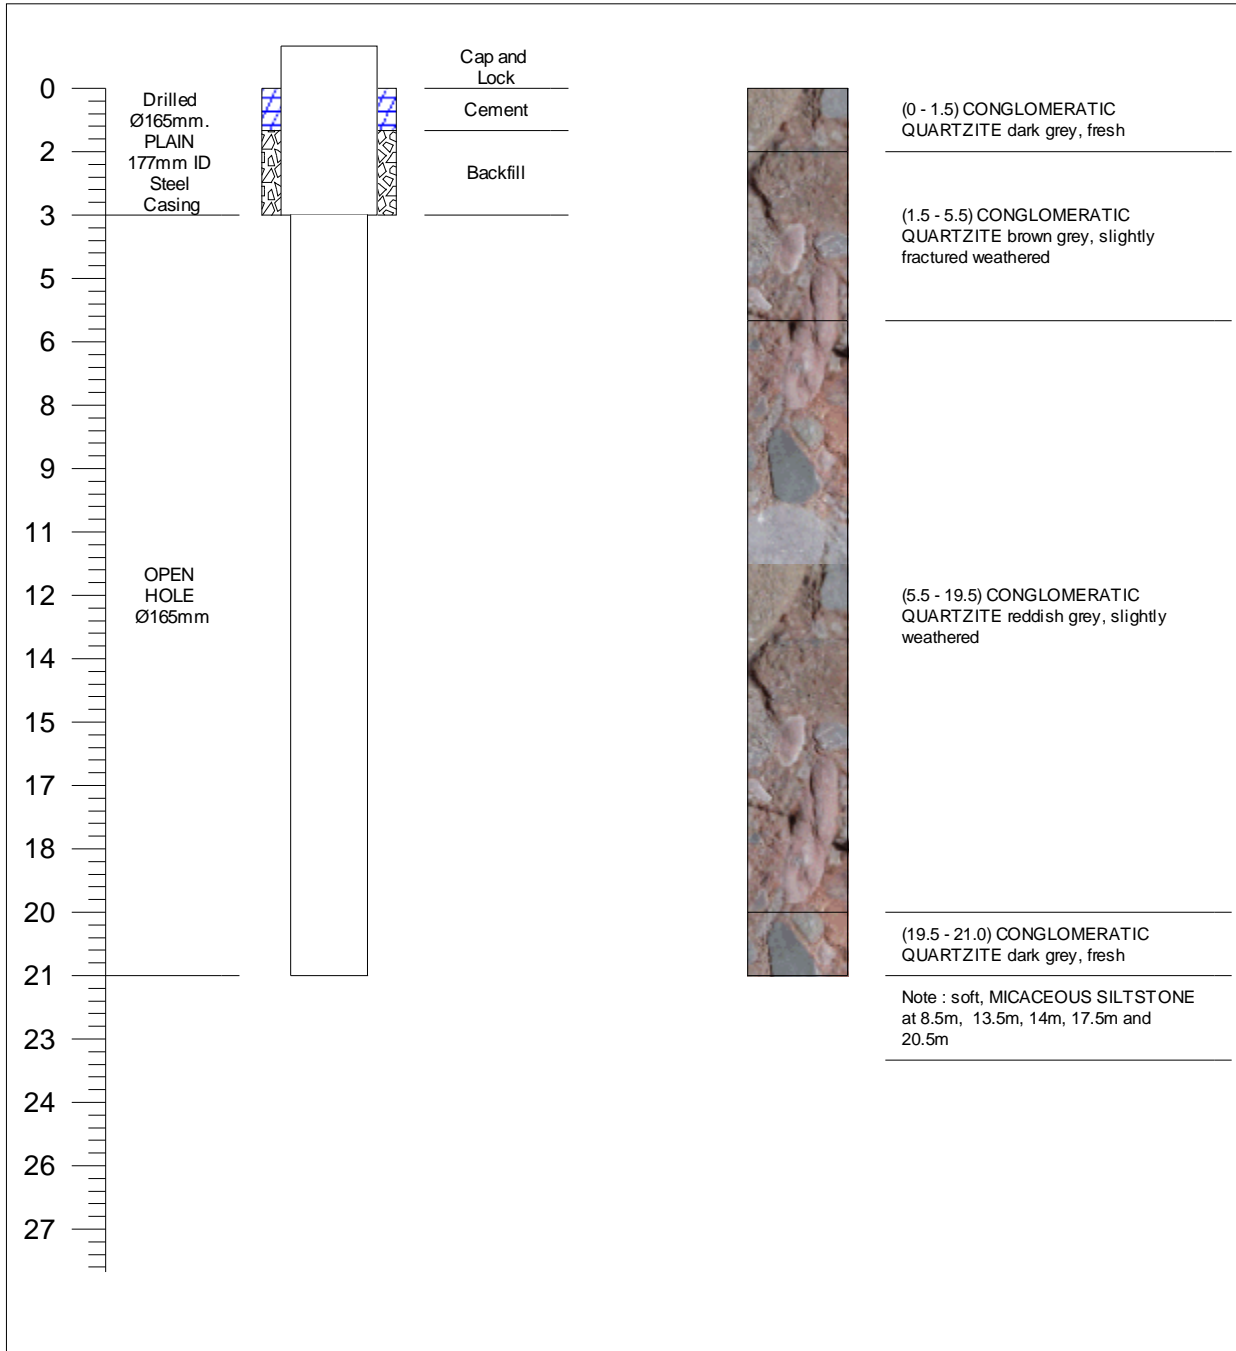 Cap and
Lock
0
Drilled
Ø165mm.
PLAIN
177mm ID
Steel
Casing
Cement
(0 - 1.5) CONGLOMERATIC
QUARTZITE dark grey, fresh
2
Backfill
3
(1.5 - 5.5) CONGLOMERATIC
QUARTZITE brown grey, slightly
fractured weathered
5
6
8
9
11
OPEN
HOLE
Ø165mm
12
(5.5 - 19.5) CONGLOMERATIC
QUARTZITE reddish grey, slightly
weathered
14
15
17
18
20
(19.5 - 21.0) CONGLOMERATIC
QUARTZITE dark grey, fresh
21
Note : soft, MICACEOUS SILTSTONE
at 8.5m, 13.5m, 14m, 17.5m and
20.5m
23
24
26
27